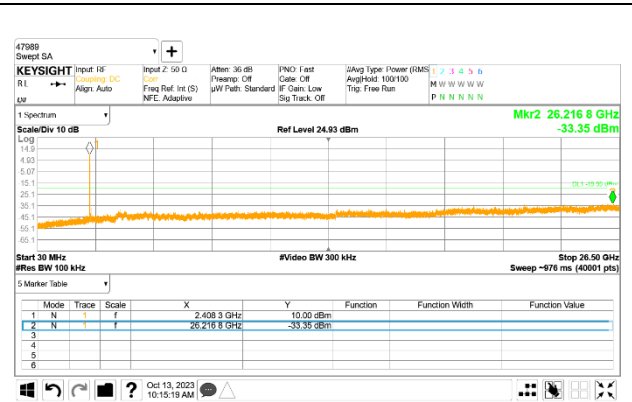 47989
Swept SA
KEYSIGHT
Input: RF
Input Z: 50 Ω
Atten: 36 dB
PNO: Fast
#Avg Type: Power (RMS
1 2 3 4 5 6
RL
Coupling: DC
Corr
Preamp: Off
Gate: Off
Avg|Hold: 100/100
M W W W W W
Align: Auto
Freq Ref: Int (S)
µW Path: Standard
IF Gain: Low
Trig: Free Run
NFE: Adaptive
Sig Track: Off
P N N N N N
1 Spectrum
Mkr2 26.216 8 GHz
Scale/Div 10 dB
Ref Level 24.93 dBm
-33.35 dBm
Log
14.9
4.93
5.07
15.1
25.1
35.1
45.1
55.1
65.1
Start 30 MHz
#Video BW 300 kHz
Stop 26.50 GHz
#Res BW 100 kHz
Sweep ~976 ms (40001 pts)
5 Marker Table
Mode Trace Scale X Y Function Function Width Function Value
1 N 1 f 2.408 3 GHz 10.00 dBm
2 N 1 f 26.216 8 GHz -33.35 dBm
3
4
5
6
Oct 13, 2023
10:15:19 AM